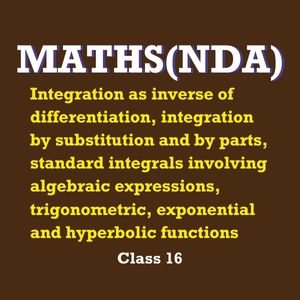 MATHS(NDA)
Integration as inverse of
differentiation, integration
by substitution and by parts,
standard integrals involving
algebraic expressions,
trigonometric, exponential
and hyperbolic functions
Class 16